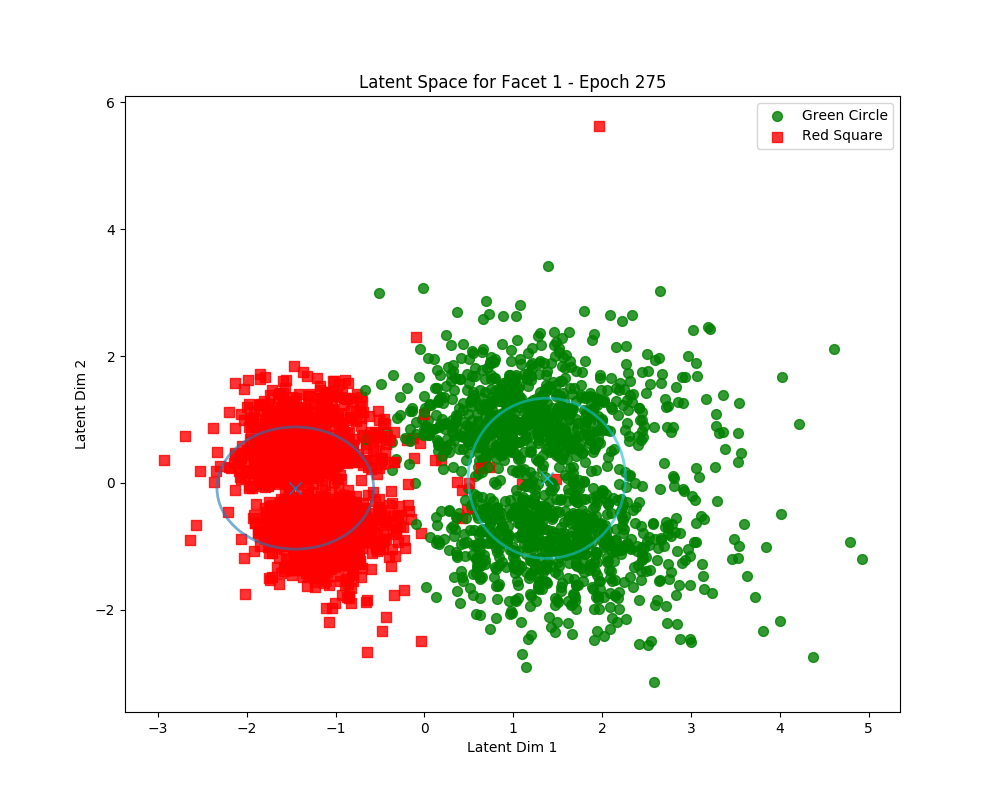 Latent Space for Facet 1 - Epoch 275
Green Circle
Red Square
6
4
2
0
−2
Latent Dim 2
−3 −2 −1 0 1 2 3 4 5
Latent Dim 1